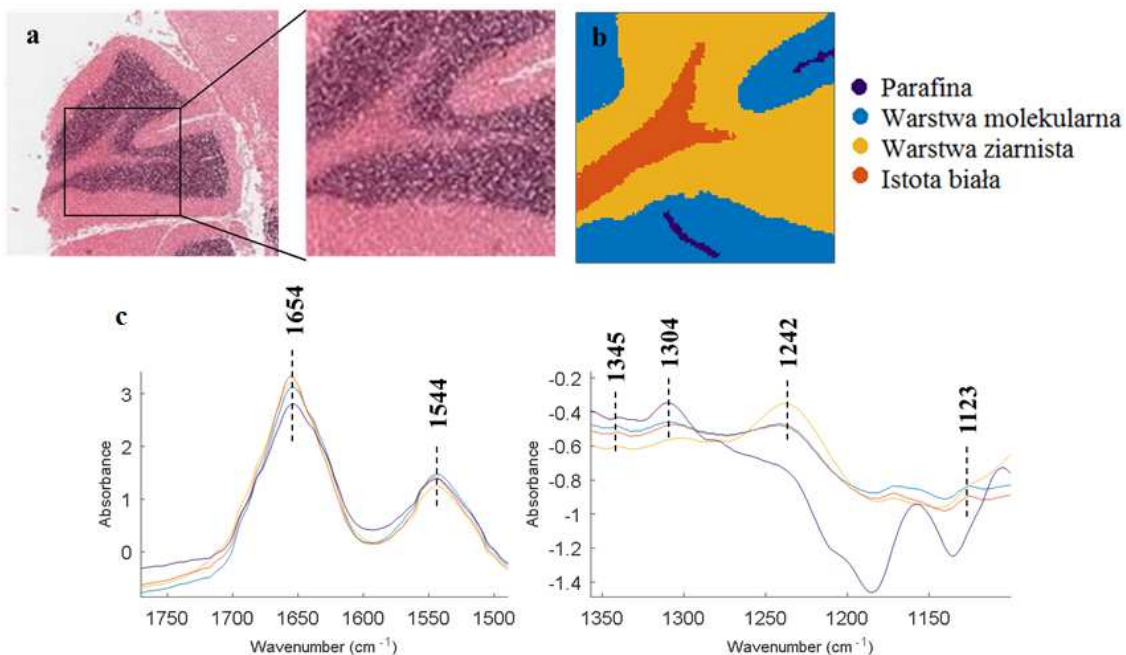 a
b
Parafina
Warstwa molekularna
Warstwa ziarnista
Istota biała
c
1654
1544
Absorbance
3
2
1
0
1750
1700
1650
1600
1550
1500
Wavenumber (cm⁻¹)
1345
1304
1242
1123
Absorbance
-0.2
-0.4
-0.6
-0.8
-1
-1.2
-1.4
1350
1300
1250
1200
1150
Wavenumber (cm⁻¹)